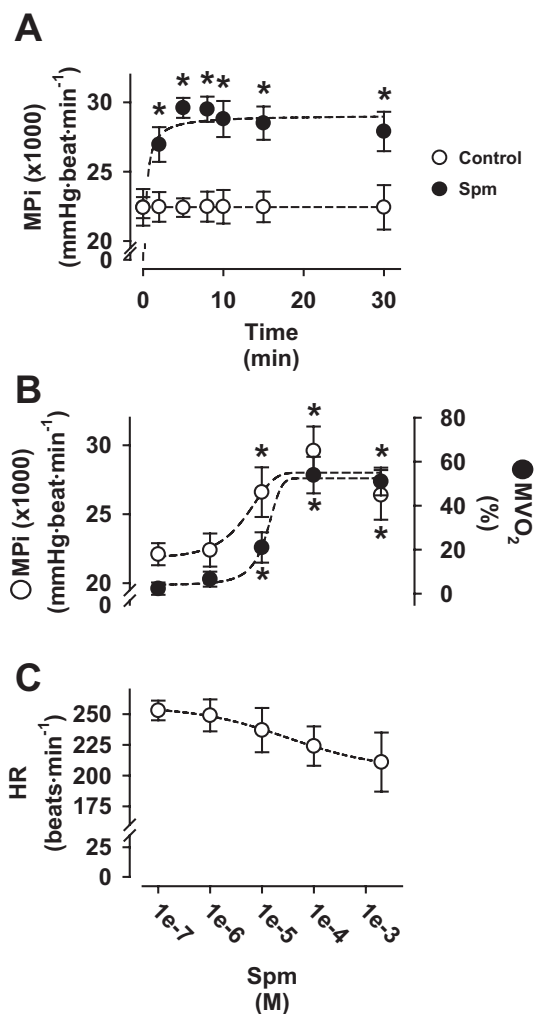 A
MPi (x1000)
(mmHg·beat·min⁻¹)
30
22
20
0
* * * * * *
Control
Spm
0 10 20 30
Time
(min)
B
MPi (x1000)
(mmHg·beat·min⁻¹)
30
22
20
0
* * * * *
80
60
40
20
0
MVO₂
(%)
C
HR
(beats·min⁻¹)
250
225
200
175
25
0
1e-7 1e-6 1e-5 1e-4 1e-3
Spm
(M)